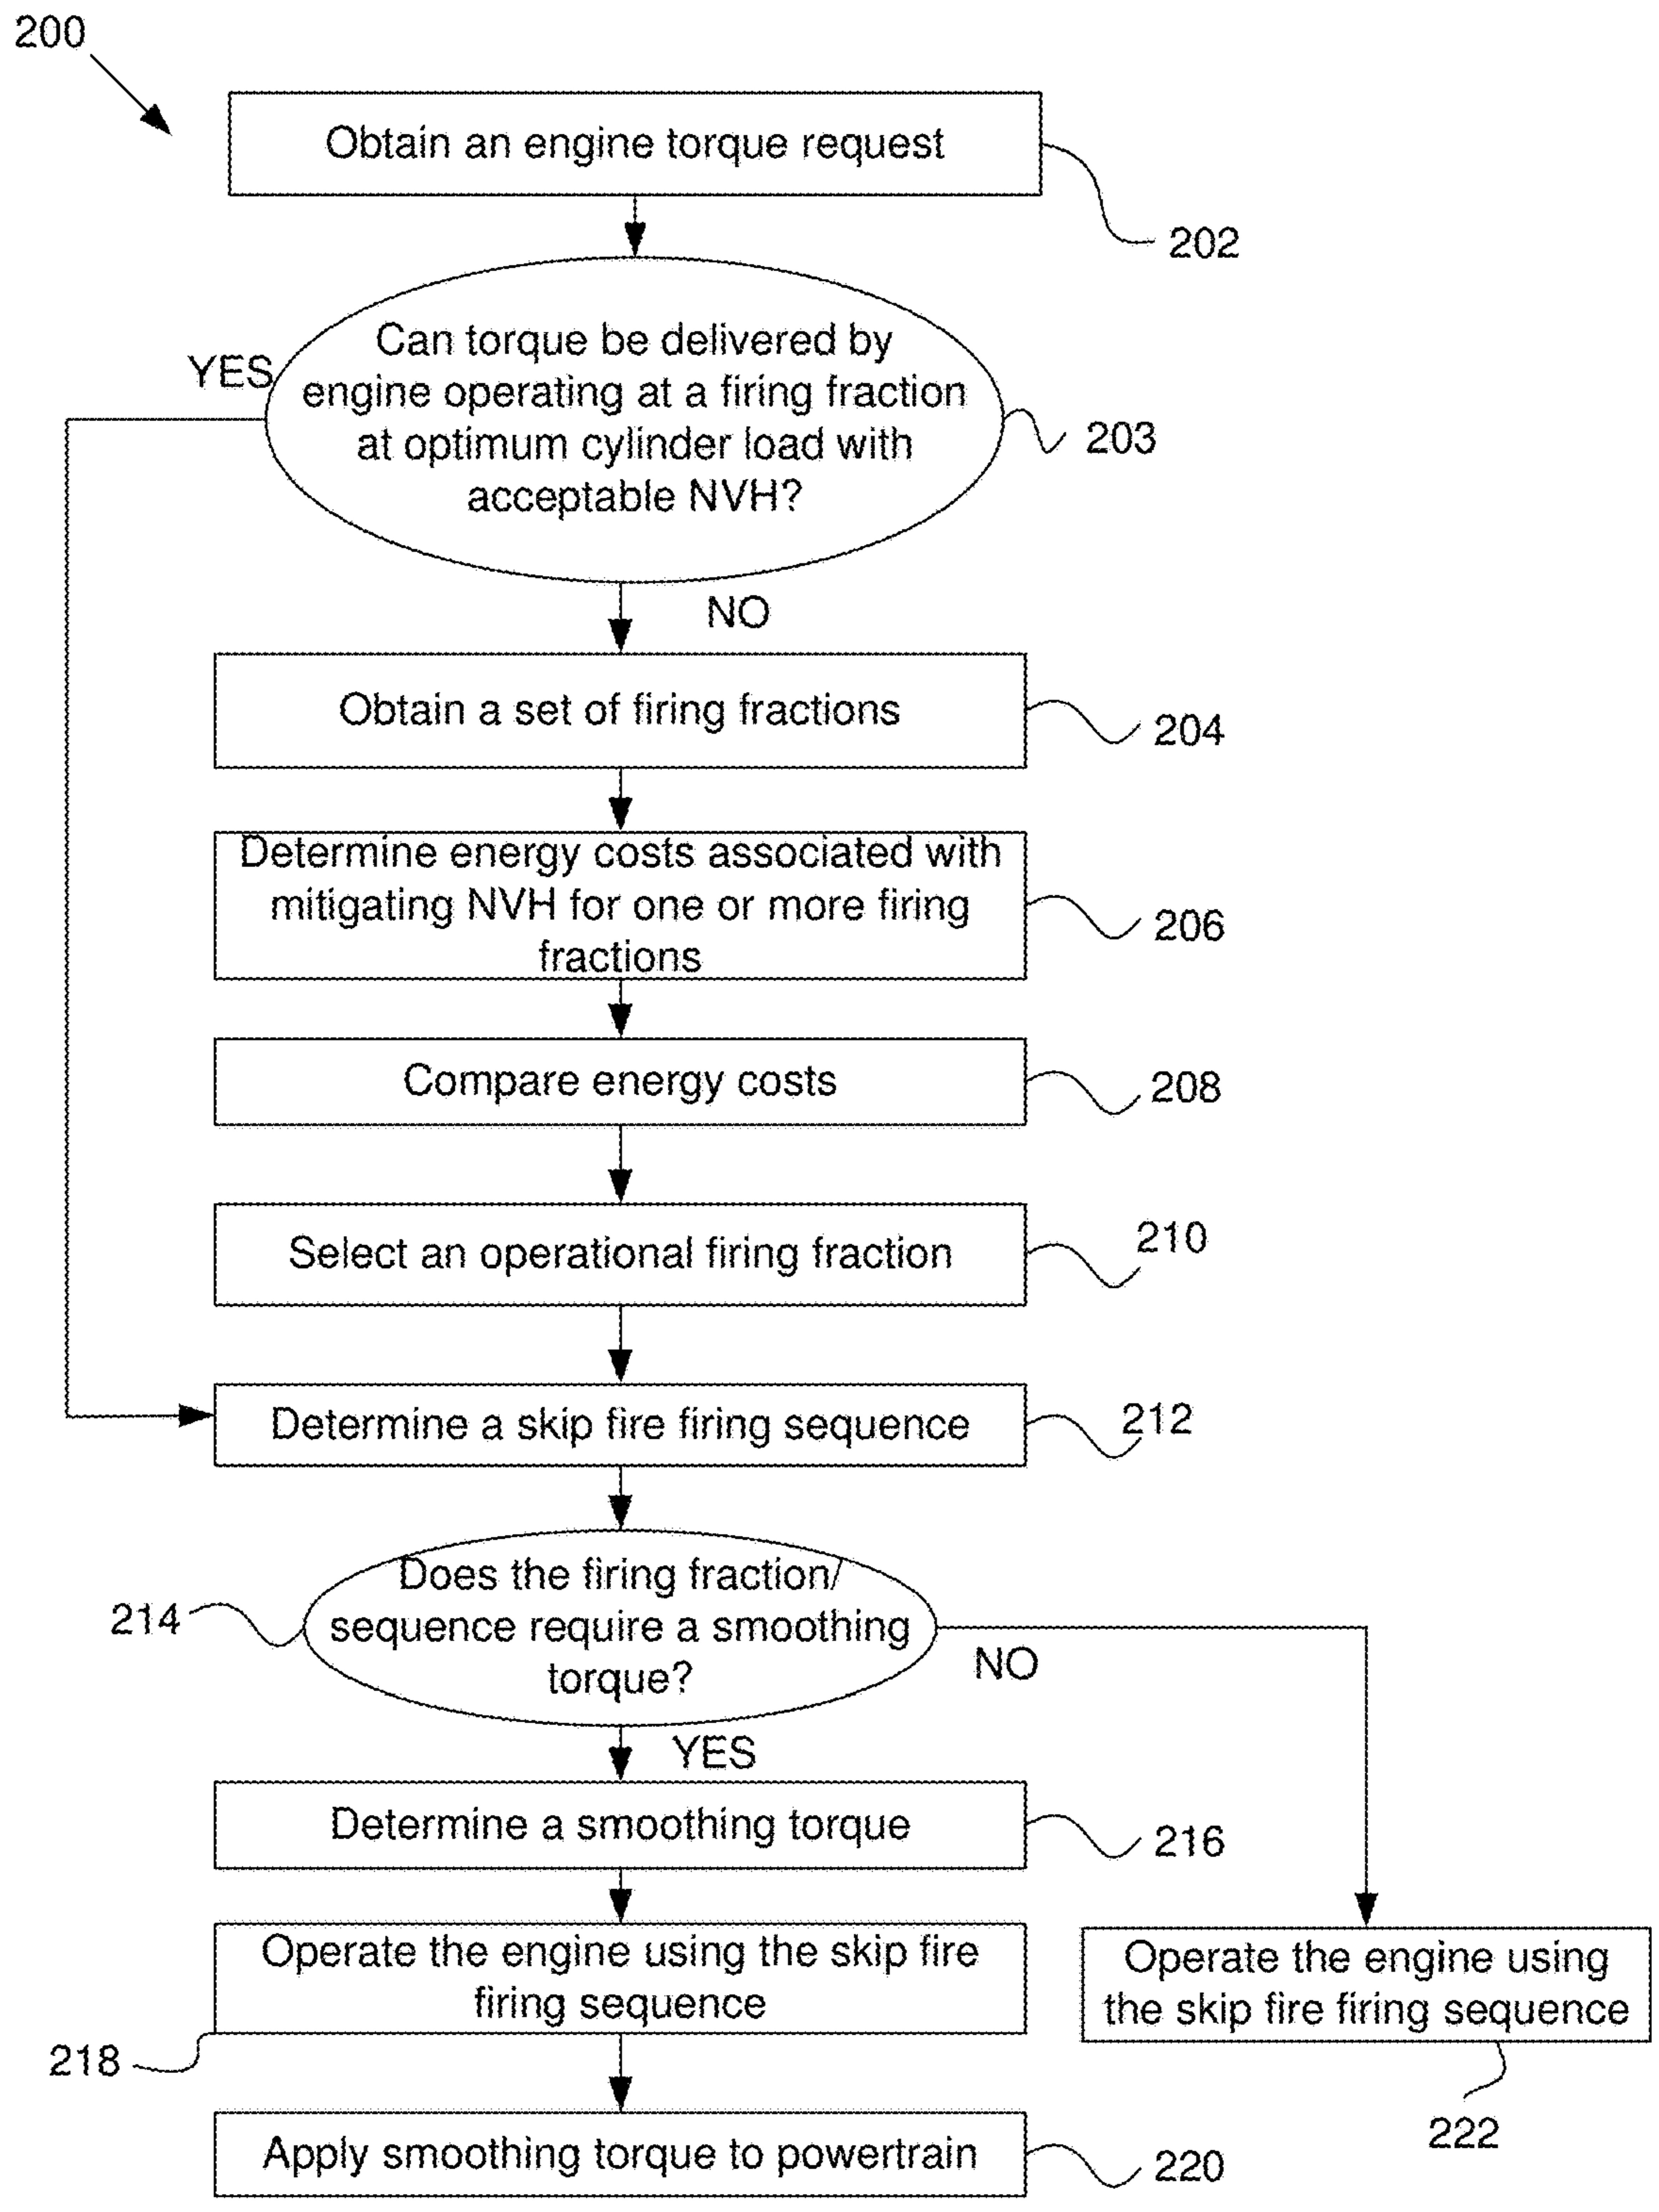 200
Obtain an engine torque request
202
Can torque be delivered by
YES
engine operating at a firing fraction
at optimum cylinder load with
203
acceptable NVH?
NO
Obtain a set of firing fractions
204
Determine energy costs associated with
mitigating NVH for one or more firing
fractions
206
Compare energy costs
208
Select an operational firing fraction
210
Determine a skip fire firing sequence
212
Does the firing fraction/
sequence require a smoothing
torque?
214
NO
YES
Determine a smoothing torque
216
Operate the engine using the skip fire
firing sequence
218
Operate the engine using
the skip fire firing sequence
222
Apply smoothing torque to powertrain
220